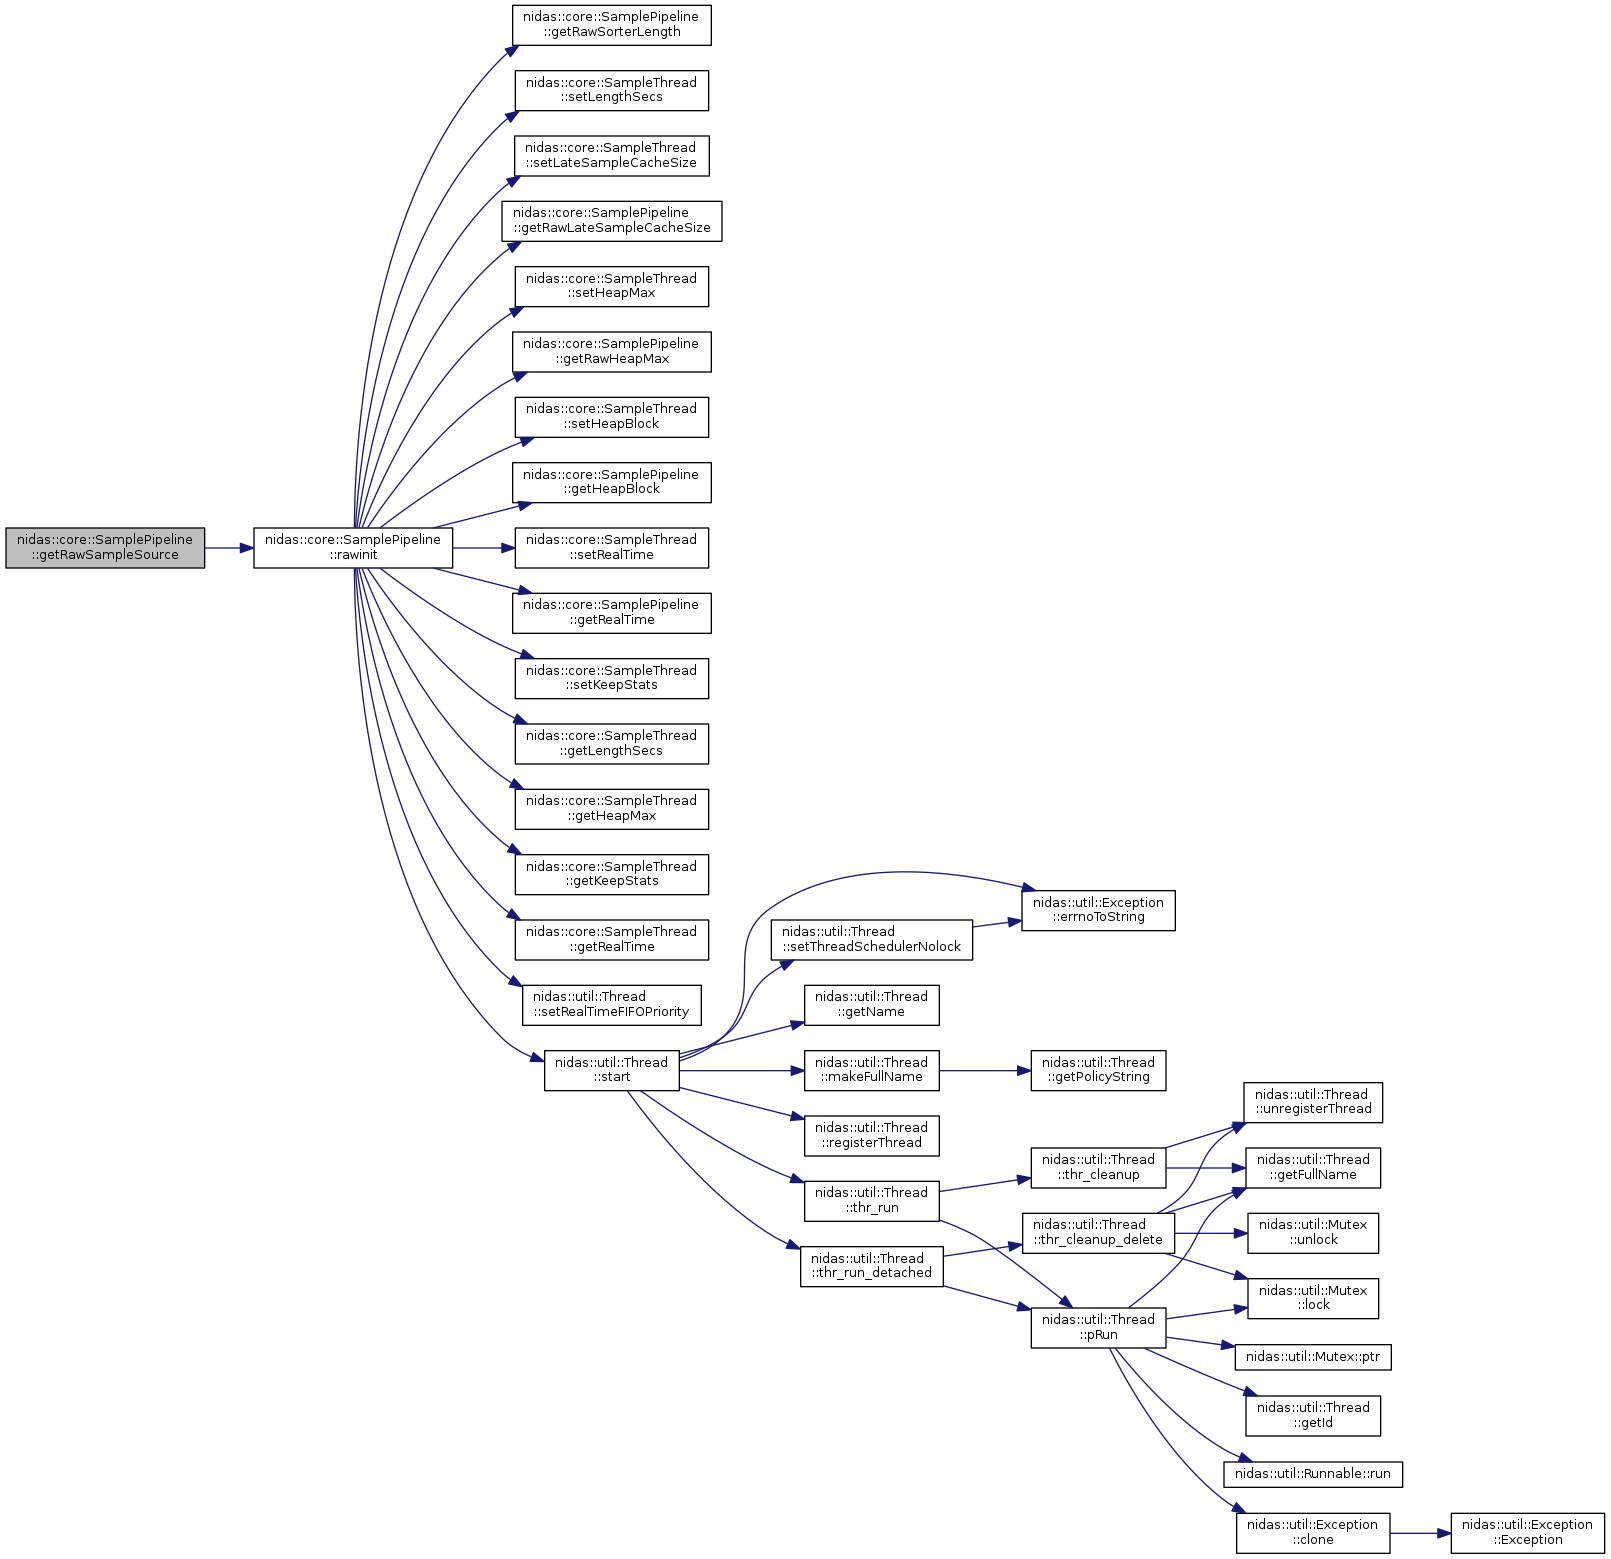 nidas::core::SamplePipeline
::getRawSampleSource
nidas::core::SamplePipeline
::rawinit
nidas::core::SamplePipeline
::getRawSorterLength
nidas::core::SampleThread
::setLengthSecs
nidas::core::SampleThread
::setLateSampleCacheSize
nidas::core::SamplePipeline
::getRawLateSampleCacheSize
nidas::core::SampleThread
::setHeapMax
nidas::core::SamplePipeline
::getRawHeapMax
nidas::core::SampleThread
::setHeapBlock
nidas::core::SamplePipeline
::getHeapBlock
nidas::core::SampleThread
::setRealTime
nidas::core::SamplePipeline
::getRealTime
nidas::core::SampleThread
::setKeepStats
nidas::core::SampleThread
::getLengthSecs
nidas::core::SampleThread
::getHeapMax
nidas::core::SampleThread
::getKeepStats
nidas::core::SampleThread
::getRealTime
nidas::util::Thread
::setRealTimeFIFOPriority
nidas::util::Thread
::start
nidas::util::Thread
::setThreadSchedulerNolock
nidas::util::Exception
::errnoToString
nidas::util::Thread
::getName
nidas::util::Thread
::makeFullName
nidas::util::Thread
::getPolicyString
nidas::util::Thread
::registerThread
nidas::util::Thread
::thr_run
nidas::util::Thread
::thr_run_detached
nidas::util::Thread
::thr_cleanup
nidas::util::Thread
::thr_cleanup_delete
nidas::util::Thread
::pRun
nidas::util::Thread
::unregisterThread
nidas::util::Thread
::getFullName
nidas::util::Mutex
::unlock
nidas::util::Mutex
::lock
nidas::util::Mutex::ptr
nidas::util::Thread
::getId
nidas::util::Runnable::run
nidas::util::Exception
::clone
nidas::util::Exception
::Exception